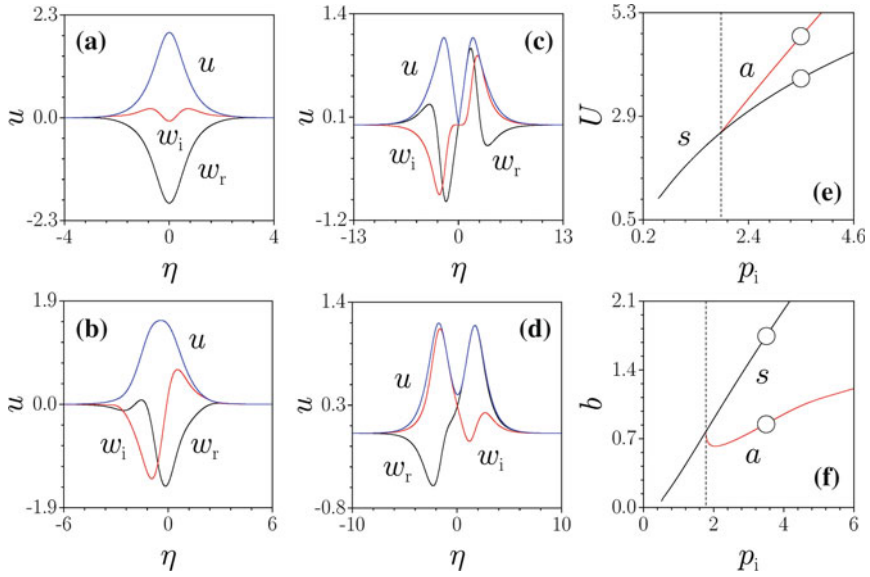 (a)
2.3
0.0
-2.3
-4
0
4
u
η
u
w_i
w_r
(c)
1.4
0.1
-1.2
-13
0
13
u
η
u
w_i
w_r
(e)
5.3
2.9
0.5
0.2
2.4
4.6
U
p_i
a
s
(b)
1.9
0.0
-1.9
-6
0
6
u
η
u
w_i
w_r
(d)
1.4
0.3
-0.8
-10
0
10
u
η
u
w_r
w_i
(f)
2.1
1.4
0.7
0.0
0
2
4
6
b
p_i
s
a